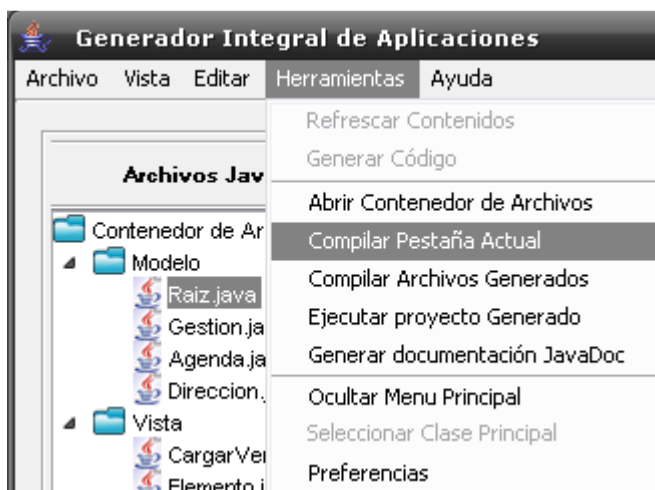 Generador Integral de Aplicaciones
Archivo Vista Editar Herramientas Ayuda
Refrescar Contenidos
Generar Código
Abrir Contenedor de Archivos
Compilar Pestaña Actual
Compilar Archivos Generados
Ejecutar proyecto Generado
Generar documentación JavaDoc
Ocultar Menu Principal
Seleccionar Clase Principal
Preferencias
Archivos Jav
Contenedor de Ar
Modelo
Raiz.java
Gestion.ja
Agenda.ja
Direccion.
Vista
CargarVe
Elemento.j